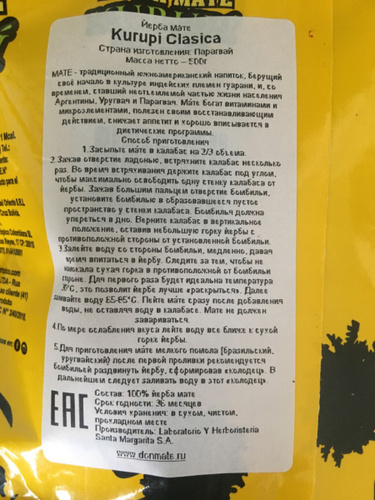 Йерба Мате
Kurupi Clasica
Страна изготовления: Парагвай
Масса нетто – 500г
МАТЕ - традиционный южноамериканский напиток, берущий
своё начало в культуре индейских племен гуарани, и, со
временем, ставший неотъемлемой частью жизни населения
Аргентины, Уругвая и Парагвая. Мате богат витаминами и
микроэлементами, полезен своим восстанавливающим
действием, снижает аппетит и хорошо вписывается в
диетические программы.
Способ приготовления
1. Засыпьте мате в калабас на 2/3 объема.
2. Зажав отверстие ладонью, встряхните калабас несколько
раз. Во время встряхивания держите калабас под углом,
чтобы максимально освободить одну стенку калабаса от
йербы. Зажав большим пальцем отверстие бомбильи,
установите бомбилью в образовавшееся пустое
пространство у стенки калабаса. Бомбилья должна
упереться в дно. Верните калабас в вертикальное
положение, оставив небольшую горку йербы с
противоположной стороны от установленной бомбильи.
3. Залейте воду со стороны бомбильи, медленно, давая
время впитаться в йербу. Следите за тем, чтобы не
намокала сухая горка в противоположной от бомбильи
стороне. Для первого раза будет идеальна температура
70°C, это позволит йербе лучше «раскрыться». Далее
заливайте воду 65-85°C. Пейте мате сразу после добавления
воды, не оставляя воду в калабасе. Мате не должен
завариваться.
4. По мере ослабления вкуса лейте воду все ближе к сухой
горке йербы.
5. Для приготовления мате мелкого помола (бразильский,
уругвайский) после первой проливки рекомендуется
бомбильей раздвинуть йербу, сформировав «колодец». В
дальнейшем следует заливать воду в этот «колодец».
EAC
Состав: 100% йерба мате
Срок годности: 36 месяцев
Условия хранения: в сухом, чистом,
прохладном месте
Производитель: Laboratorio Y Herboristeria
Santa Margarita S.A.
www.donmate.ru